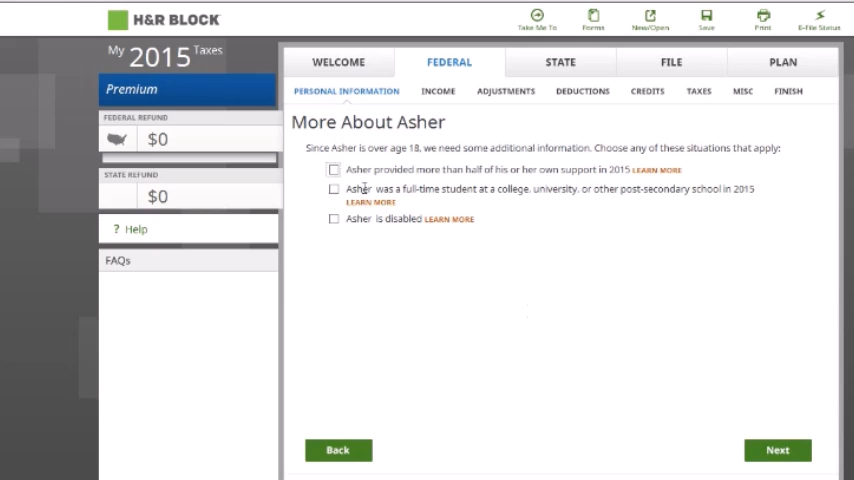 H&R BLOCK
Take Me To
Forms
New/Open
Save
Print
E-File Status
My 2015 Taxes
Premium
FEDERAL REFUND
$0
STATE REFUND
$0
? Help
FAQs
WELCOME
FEDERAL
STATE
FILE
PLAN
PERSONAL INFORMATION
INCOME
ADJUSTMENTS
DEDUCTIONS
CREDITS
TAXES
MISC
FINISH
More About Asher
Since Asher is over age 18, we need some additional information. Choose any of these situations that apply:
Asher provided more than half of his or her own support in 2015 LEARN MORE
Asher was a full-time student at a college, university, or other post-secondary school in 2015
LEARN MORE
Asher is disabled LEARN MORE
Back
Next